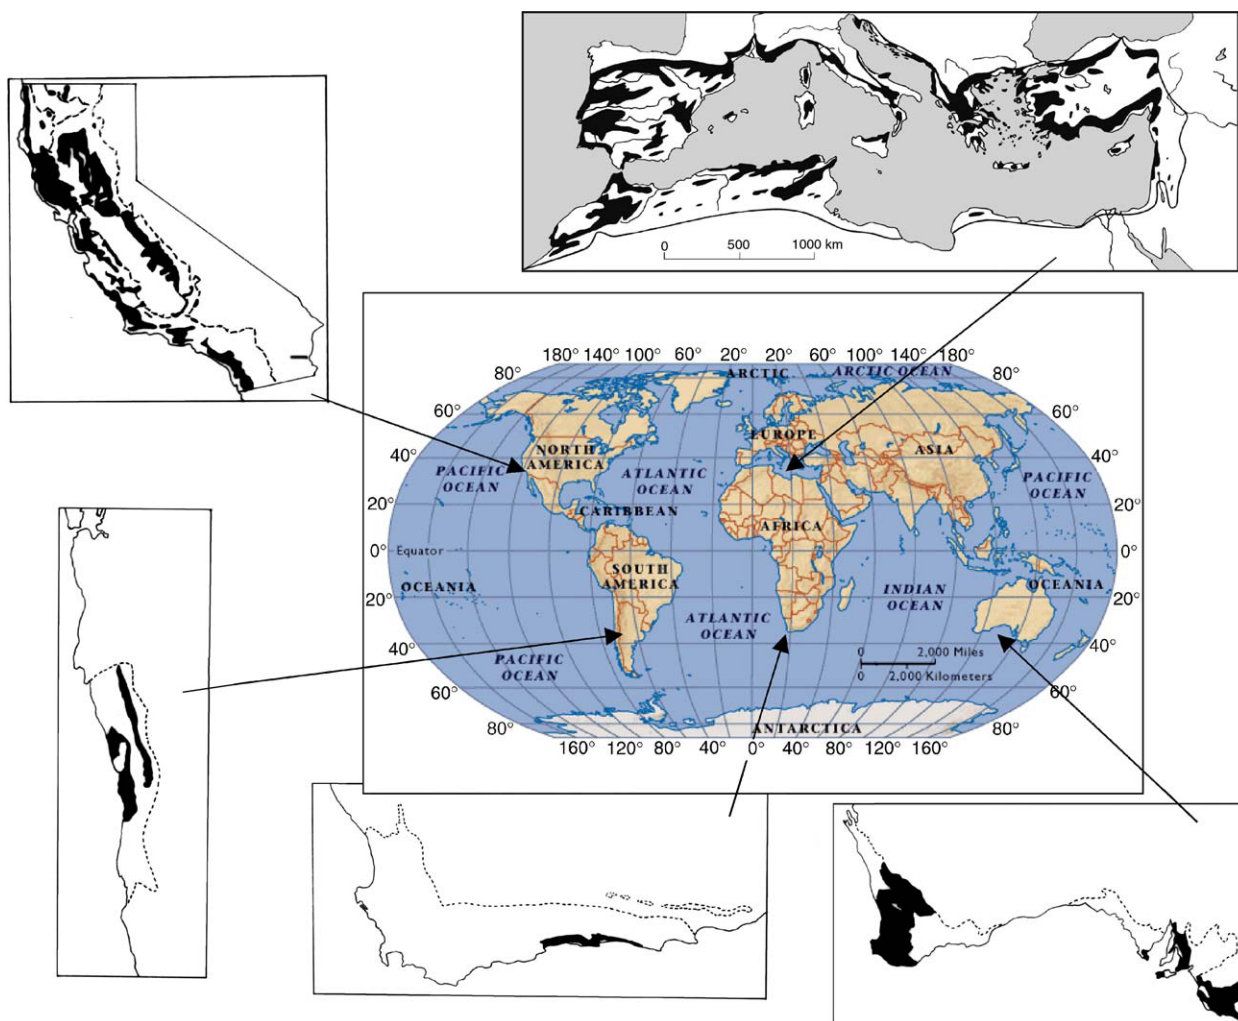 0 500 1000 km
180° 140° 100° 60° 20° 20° 60° 100° 140° 180°
80° ARCTIC ARCTIC OCEAN 80°
60° 60°
EUROPE
NORTH AMERICA
ASIA
40° 40°
PACIFIC OCEAN
ATLANTIC OCEAN
PACIFIC OCEAN
20° 20°
CARIBBEAN
AFRICA
0° Equator 0°
SOUTH AMERICA
OCEANIA
INDIAN OCEAN
OCEANIA
20° 20°
ATLANTIC OCEAN
40° 40°
PACIFIC OCEAN
0 2,000 Miles
0 2,000 Kilometers
60° 60°
80° ANTARCTICA 80°
160° 120° 80° 40° 0° 40° 80° 120° 160°